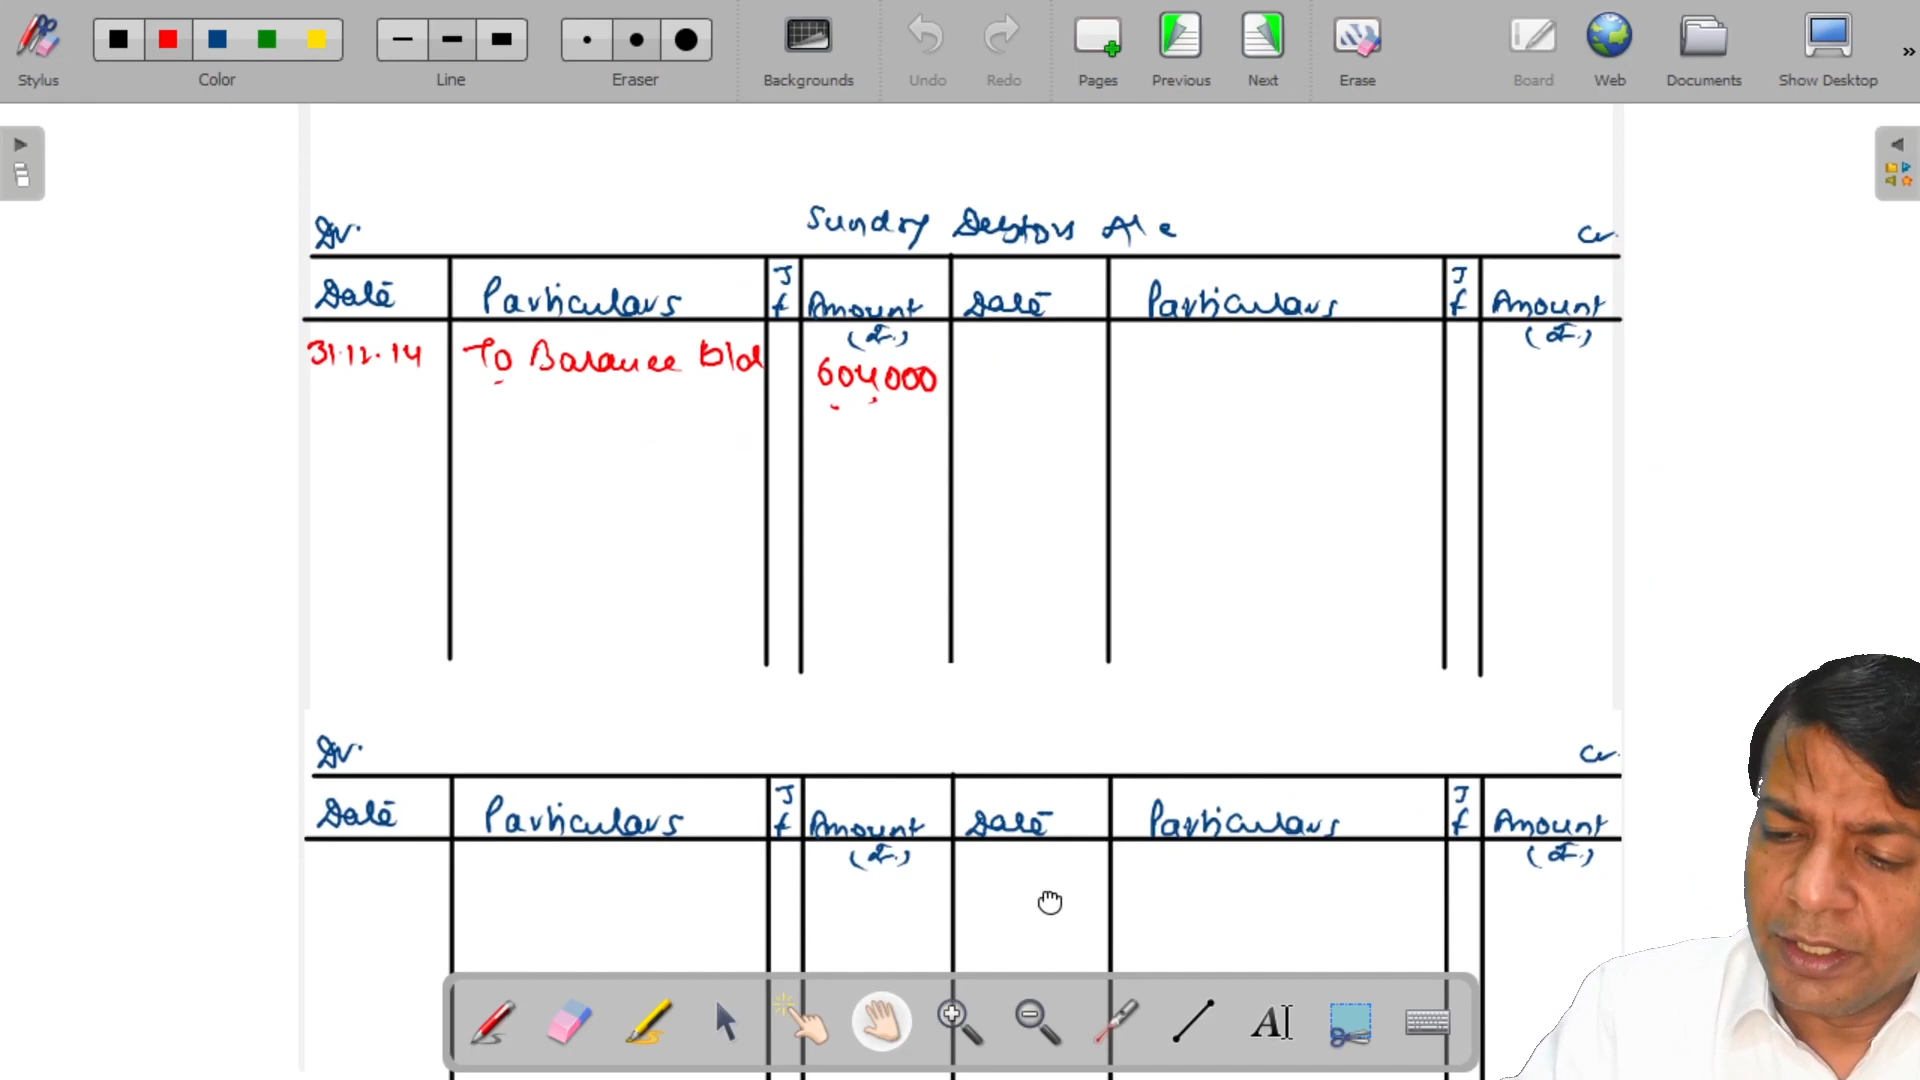 Stylus Color Line Eraser Backgrounds Undo Redo Pages Previous Next Erase Board Web Documents Show Desktop »
Sundry Debtors A/c
Dr. Cr.
Date Particulars J f Amount Date Particulars J f Amount
(₹.) (₹.)
31.12.14 To Balance b/d 604000
Dr. Cr.
Date Particulars J f Amount Date Particulars J f Amount
(₹.) (₹.)